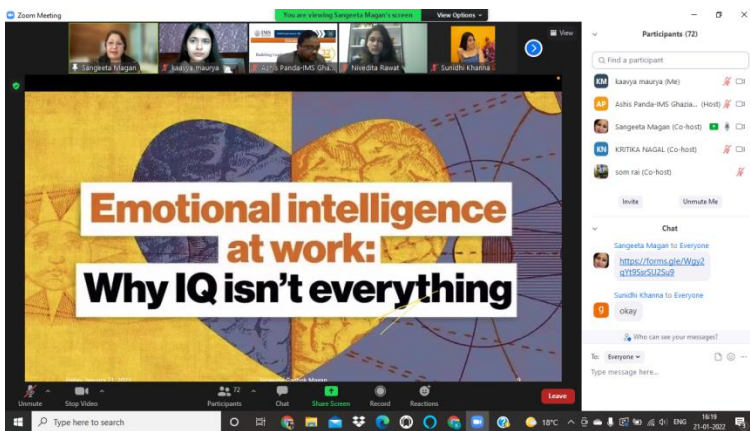 Zoom Meeting
You are viewing Sangeeta Magan's screen
View Options
View
Sangeeta Magan
kaavya maurya
Ashis Panda-IMS Gha...
Nivedita Rawat
Sunidhi Khanna
Emotional intelligence
at work:
Why IQ isn't everything
Unmute
Stop Video
72
Participants
Chat
Share Screen
Record
Reactions
Leave
Participants (72)
Find a participant
KM kaavya maurya (Me)
AP Ashis Panda-IMS Ghazia... (Host)
Sangeeta Magan (Co-host)
KN KRITIKA NAGAL (Co-host)
som rai (Co-host)
Invite
Unmute Me
Chat
Sangeeta Magan to Everyone
https://forms.gle/Wgy2
qYt9SsrSU2Su9
Sunidhi Khanna to Everyone
okay
Who can see your messages?
To: Everyone
Type message here...
Type here to search
18°C
ENG
16:19
21-01-2022